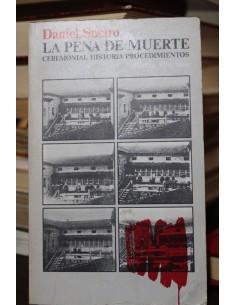 Daniel Sueiro
LA PENA DE MUERTE
CEREMONIAL HISTORIA PROCEDIMIENTOS